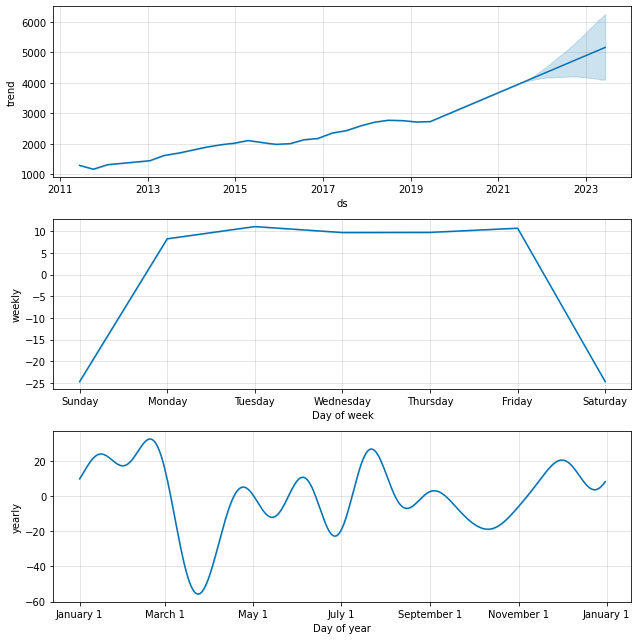 6000
5000
4000
3000
2000
1000
trend
2011 2013 2015 2017 2019 2021 2023
ds
10
5
0
−5
−10
−15
−20
−25
weekly
Sunday Monday Tuesday Wednesday Thursday Friday Saturday
Day of week
20
0
−20
−40
−60
yearly
January 1 March 1 May 1 July 1 September 1 November 1 January 1
Day of year